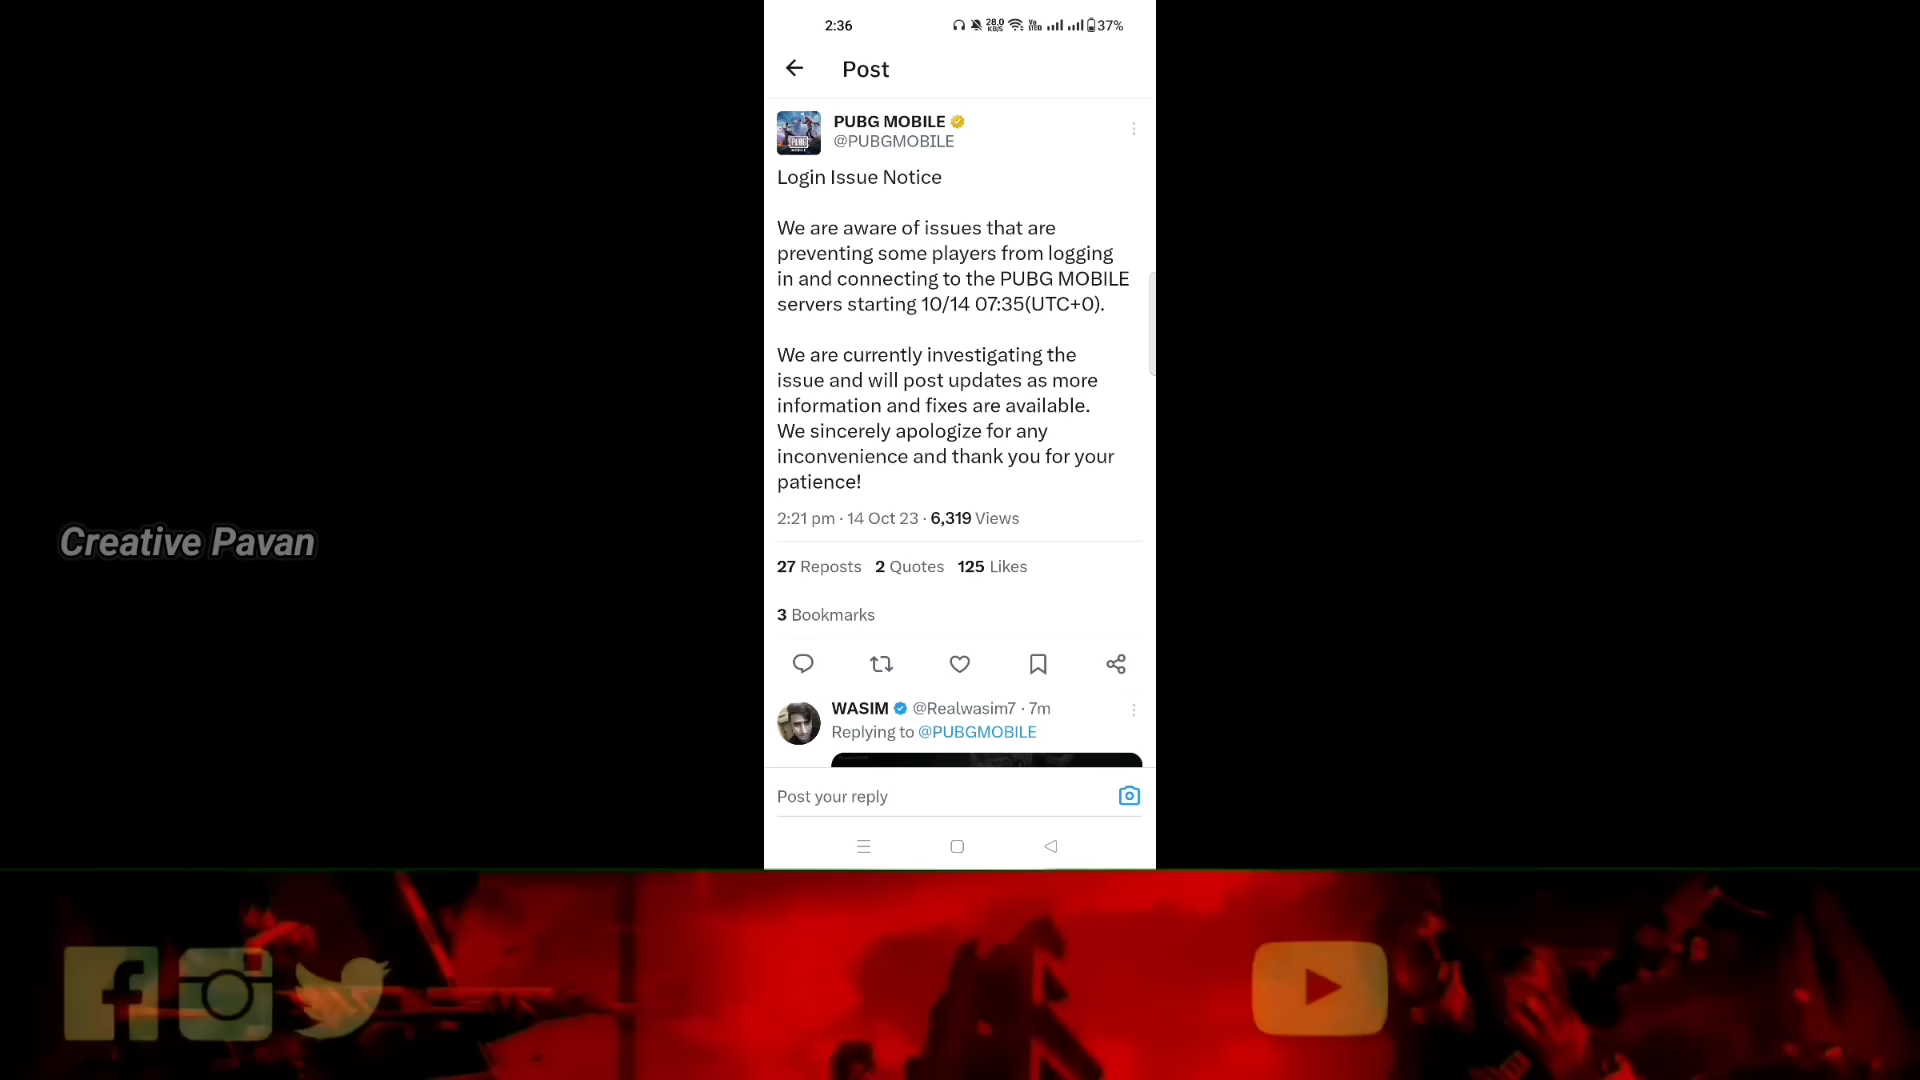 2:36
28.0
KB/S
37%
Post
PUBG MOBILE
@PUBGMOBILE
Login Issue Notice
We are aware of issues that are
preventing some players from logging
in and connecting to the PUBG MOBILE
servers starting 10/14 07:35(UTC+0).
We are currently investigating the
issue and will post updates as more
information and fixes are available.
We sincerely apologize for any
inconvenience and thank you for your
patience!
2:21 pm · 14 Oct 23 · 6,319 Views
Creative Pavan
27 Reposts 2 Quotes 125 Likes
3 Bookmarks
WASIM @Realwasim7 · 7m
Replying to @PUBGMOBILE
Post your reply